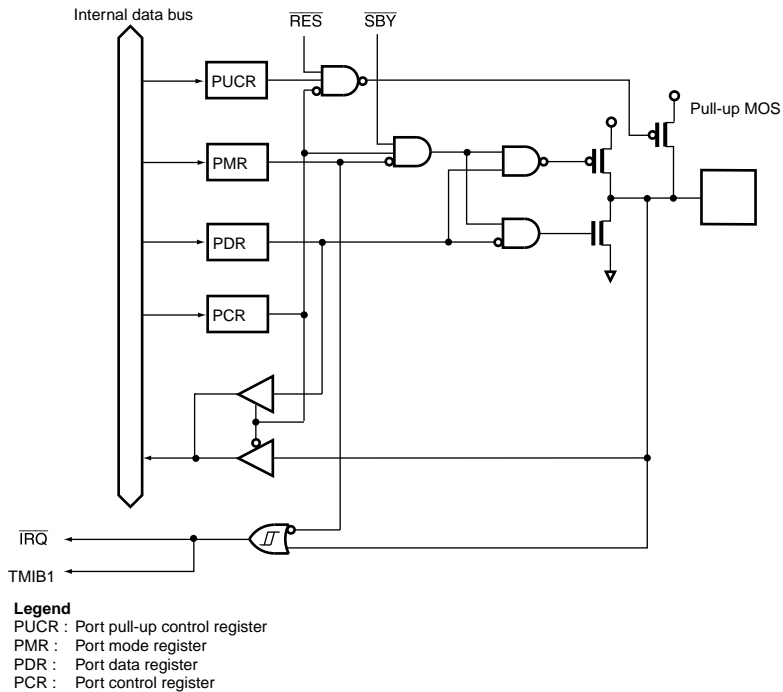 Internal data bus
RES
SBY
PUCR
Pull-up MOS
PMR
PDR
PCR
IRQ
TMIB1
Legend
PUCR : Port pull-up control register
PMR : Port mode register
PDR : Port data register
PCR : Port control register